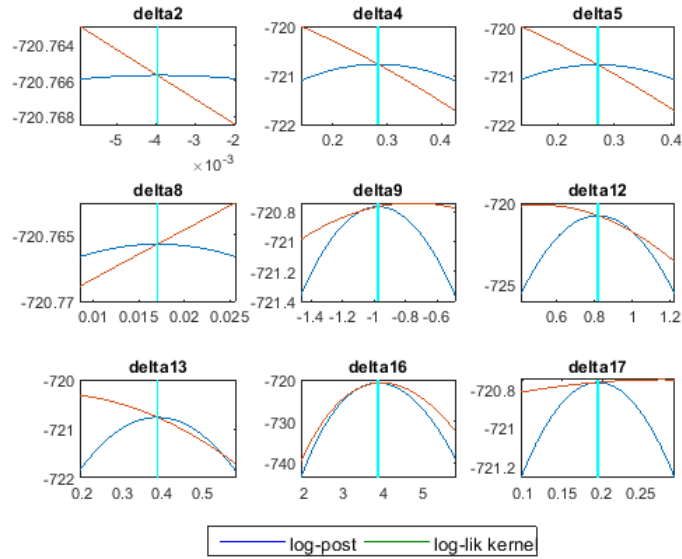 delta2 delta4 delta5
-720.764 -720.766 -720.768
-5 -4 -3 -2
×10⁻³
-720 -721 -722
0.2 0.3 0.4
-720 -721 -722
0.2 0.3 0.4
delta8 delta9 delta12
-720.765 -720.77
0.01 0.015 0.02 0.025
-720.8 -721 -721.2 -721.4
-1.4 -1.2 -1 -0.8 -0.6
-720 -725
0.6 0.8 1 1.2
delta13 delta16 delta17
-720 -721 -722
0.2 0.3 0.4 0.5
-720 -730 -740
2 3 4 5
-720.8 -721 -721.2
0.1 0.15 0.2 0.25
log-post log-lik kernel